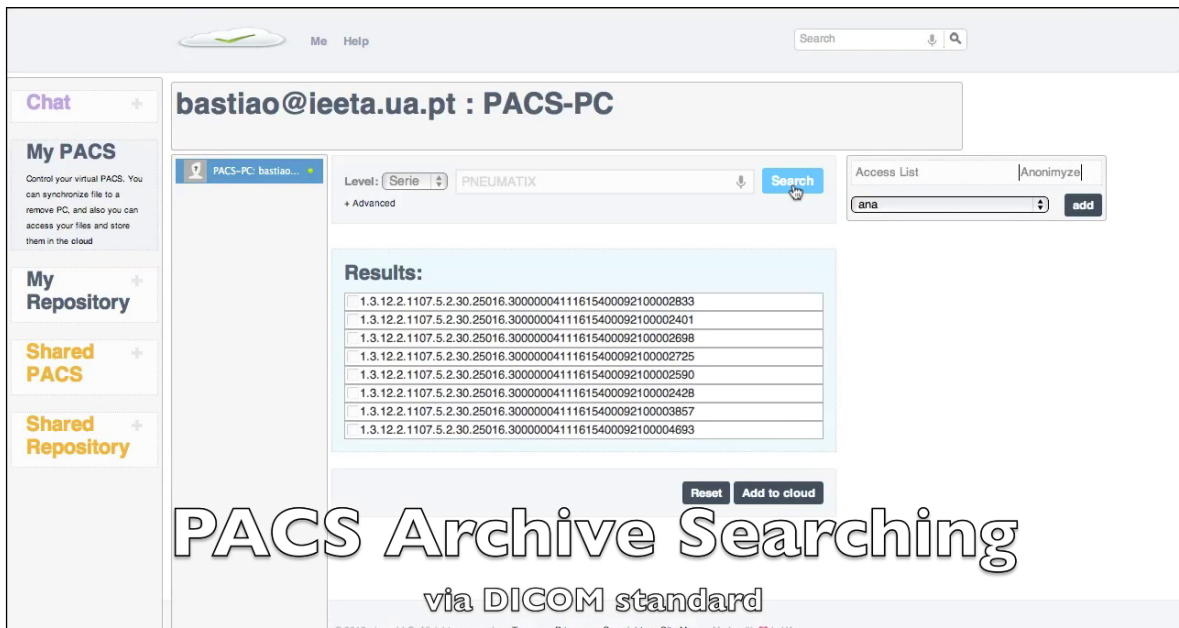 Me Help
Search
bastiao@ieeta.ua.pt : PACS-PC
Chat +
My PACS
Control your virtual PACS. You
can synchronize file to a
remove PC, and also you can
access your files and store
them in the cloud
My +
Repository
Shared +
PACS
Shared +
Repository
PACS-PC: bastiao...
Level: Serie PNEUMATIX Search
+ Advanced
Access List Anonimyze
ana add
Results:
1.3.12.2.1107.5.2.30.25016.30000004111615400092100002833
1.3.12.2.1107.5.2.30.25016.30000004111615400092100002401
1.3.12.2.1107.5.2.30.25016.30000004111615400092100002698
1.3.12.2.1107.5.2.30.25016.30000004111615400092100002725
1.3.12.2.1107.5.2.30.25016.30000004111615400092100002590
1.3.12.2.1107.5.2.30.25016.30000004111615400092100002428
1.3.12.2.1107.5.2.30.25016.30000004111615400092100003857
1.3.12.2.1107.5.2.30.25016.30000004111615400092100004693
Reset Add to cloud
PACS Archive Searching
via DICOM standard